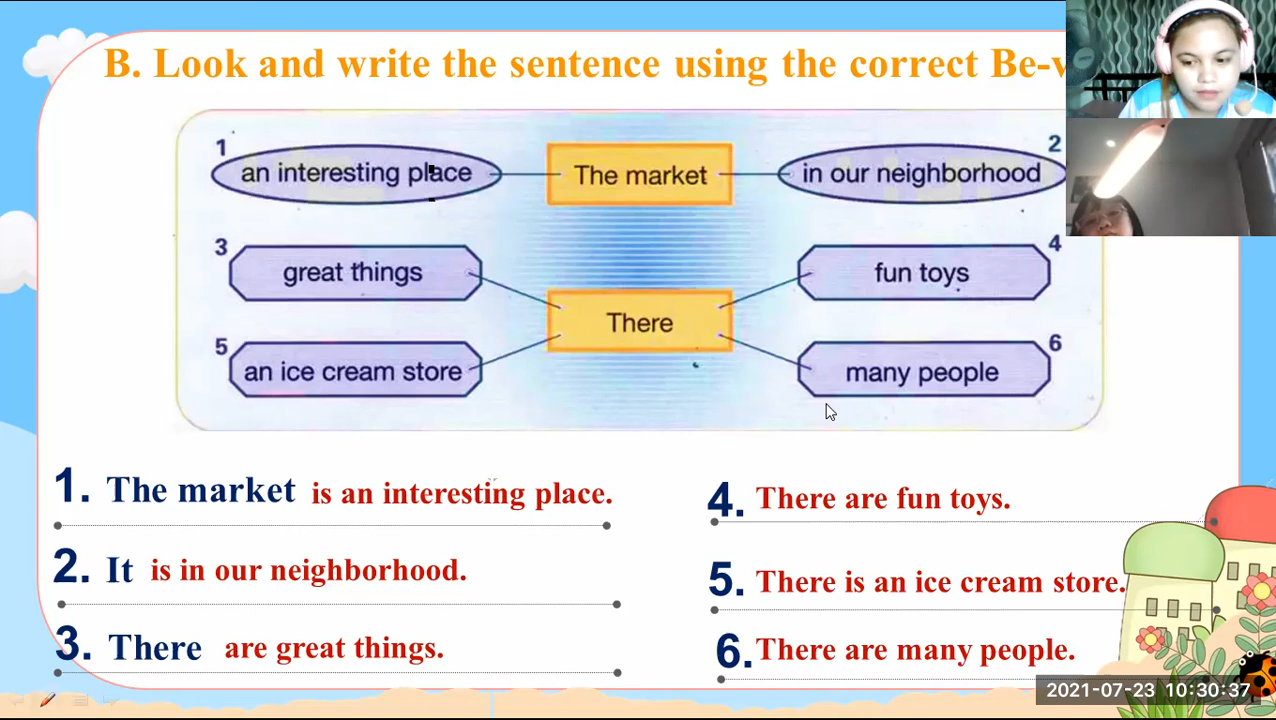 B. Look and write the sentence using the correct Be-
1 2
an interesting place The market in our neighborhood
3 4
great things fun toys
There
5 6
an ice cream store many people
1. The market is an interesting place.
2. It is in our neighborhood.
3. There are great things.
4. There are fun toys.
5. There is an ice cream store.
6. There are many people.
2021-07-23 10:30:37